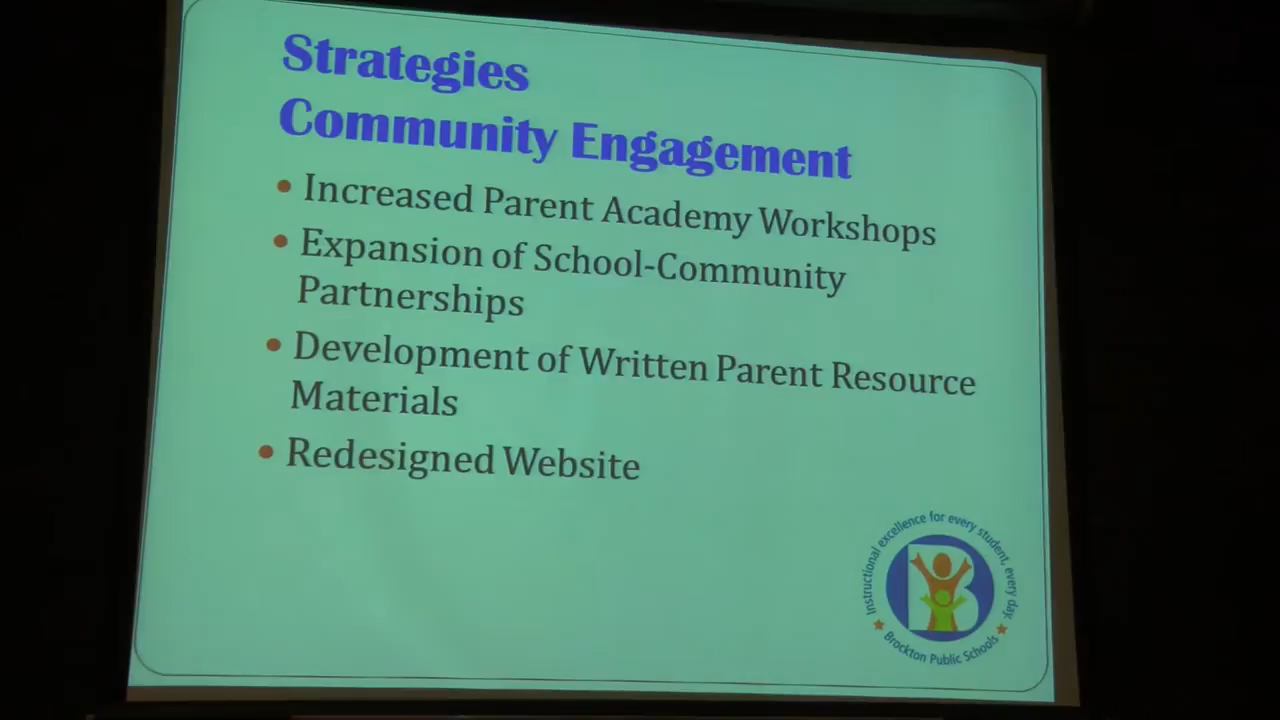 Strategies
Community Engagement
• Increased Parent Academy Workshops
• Expansion of School-Community
Partnerships
• Development of Written Parent Resource
Materials
• Redesigned Website
Instructional excellence for every student, every day.
B
Brockton Public Schools